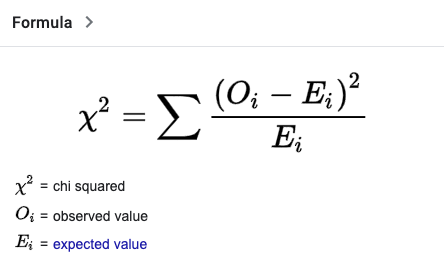 Formula >
χ² = ∑ (Oᵢ − Eᵢ)² / Eᵢ
χ² = chi squared
Oᵢ = observed value
Eᵢ = expected value